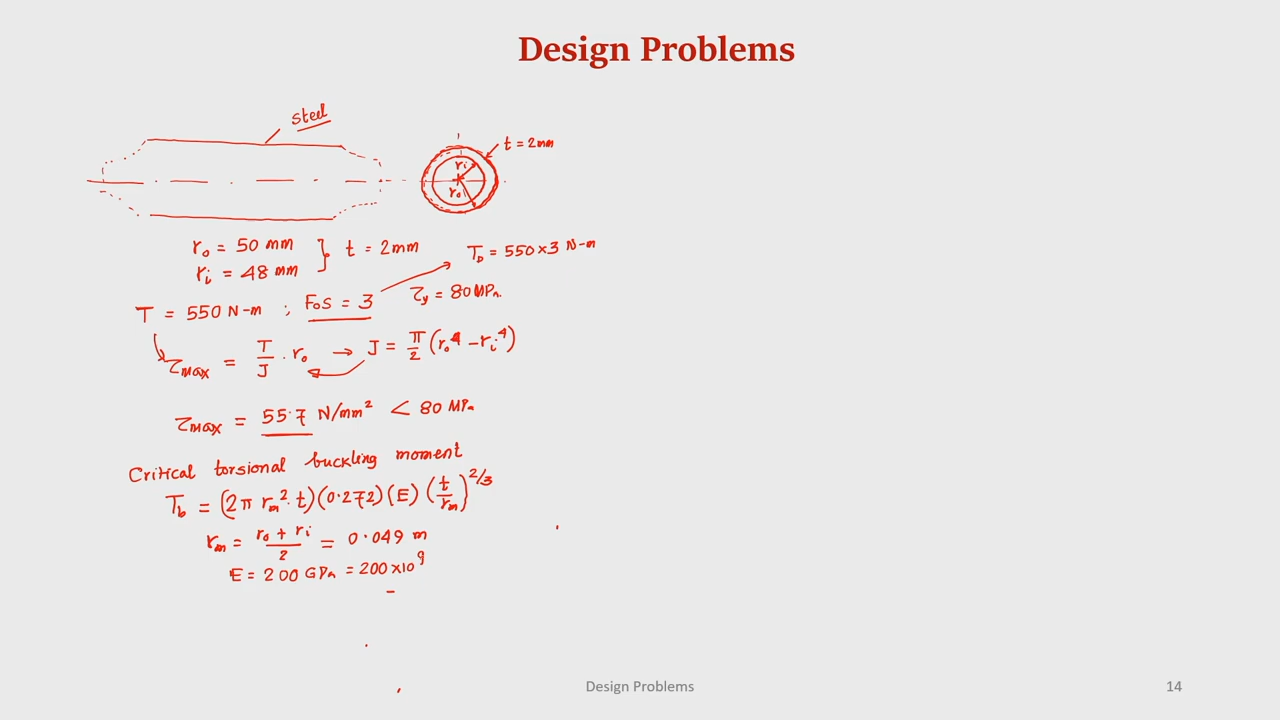 Design Problems
steel
t = 2mm
ri
ro
r_o = 50 mm
r_i = 48 mm
} t = 2mm
T_D = 550×3 N-m
T = 550 N-m ; FoS = 3
τ_y = 80 MPa
τ_max = T/J · r_o → J = π/2 (r_o^4 − r_i^4)
τ_max = 55.7 N/mm² < 80 MPa
Critical torsional buckling moment
T_b = (2π r_m² · t)(0.272)(E)(t/r_m)^2/3
r_m = (r_o + r_i)/2 = 0.049 m
E = 200 GPa = 200 ×10^9
Design Problems
14